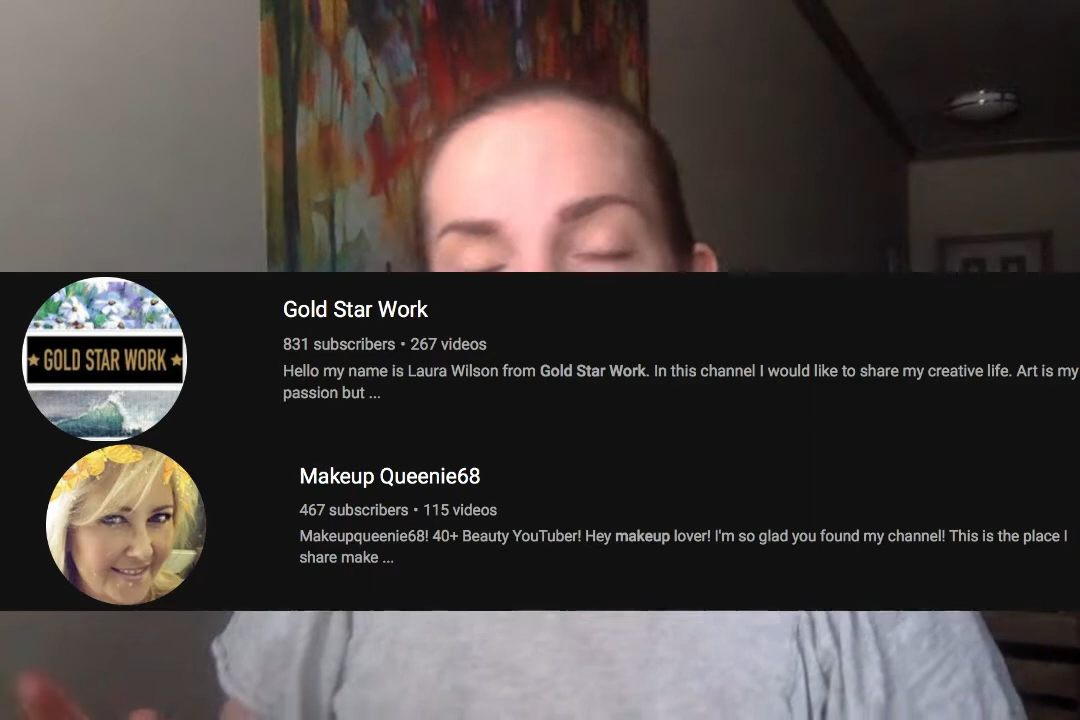 ★ GOLD STAR WORK ★
Gold Star Work
831 subscribers • 267 videos
Hello my name is Laura Wilson from Gold Star Work. In this channel I would like to share my creative life. Art is my
passion but ...
Makeup Queenie68
467 subscribers • 115 videos
Makeupqueenie68! 40+ Beauty YouTuber! Hey makeup lover! I'm so glad you found my channel! This is the place I
share make ...